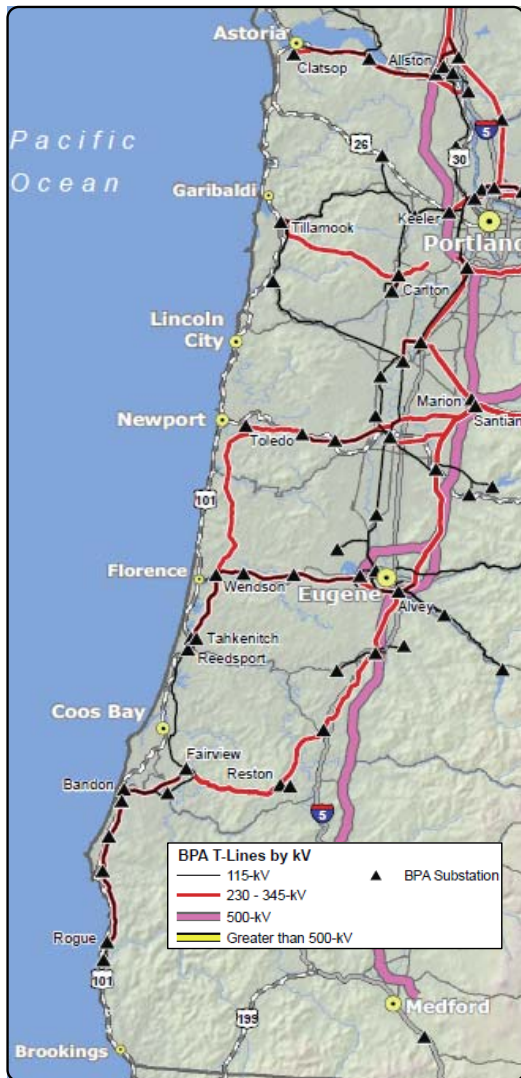 Astoria
Clatsop
Allston
Pacific
Ocean
5
26
30
Garibaldi
Keeler
Tillamook
Portland
Carlton
Lincoln
City
Marion
Newport
Santian
Toledo
101
Florence
Wendson
Eugene
Alvey
Tahkenitch
Reedsport
Coos Bay
Fairview
Bandon
Reston
5
BPA T-Lines by kV
115-kV
BPA Substation
230 - 345-kV
500-kV
Greater than 500-kV
Rogue
101
Medford
199
Brookings